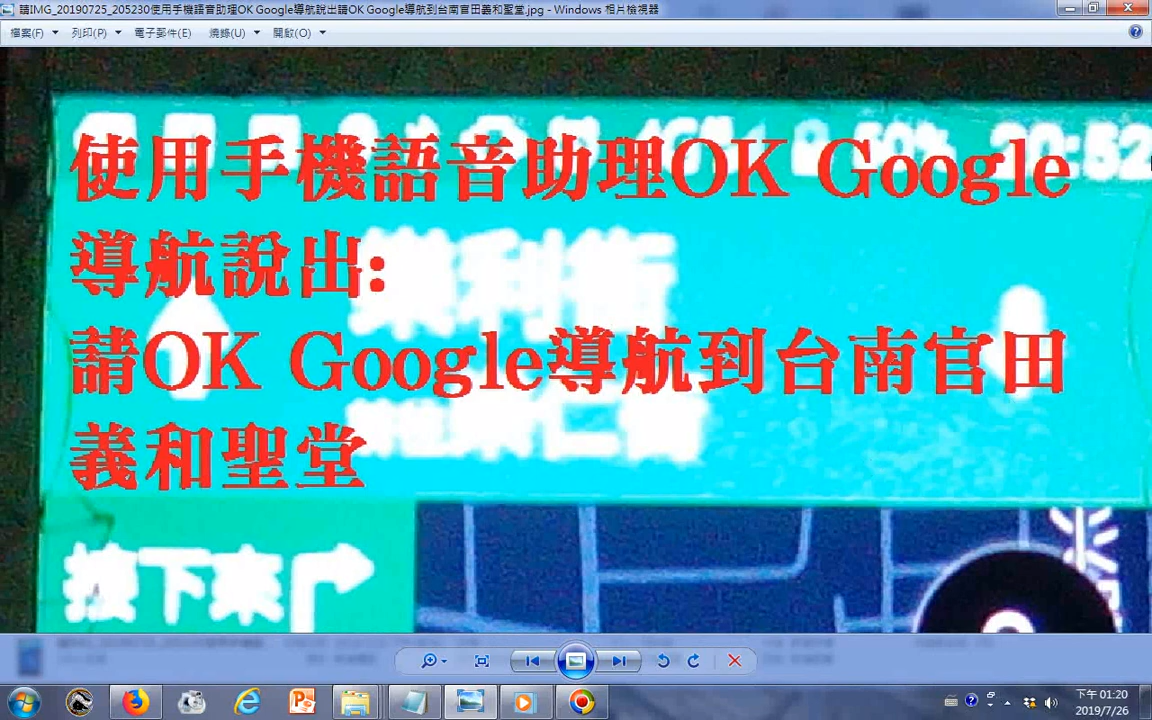 請IMG_20190725_205230使用手機語音助理OK Google導航說出請OK Google導航到台南官田義和聖堂.jpg - Windows 相片檢視器
檔案(F) 列印(P) 電子郵件(E) 燒錄(U) 開啟(O)
50% 20:52
使用手機語音助理OK Google
導航說出:
請OK Google導航到台南官田
義和聖堂
接下來
下午 01:20
2019/7/26